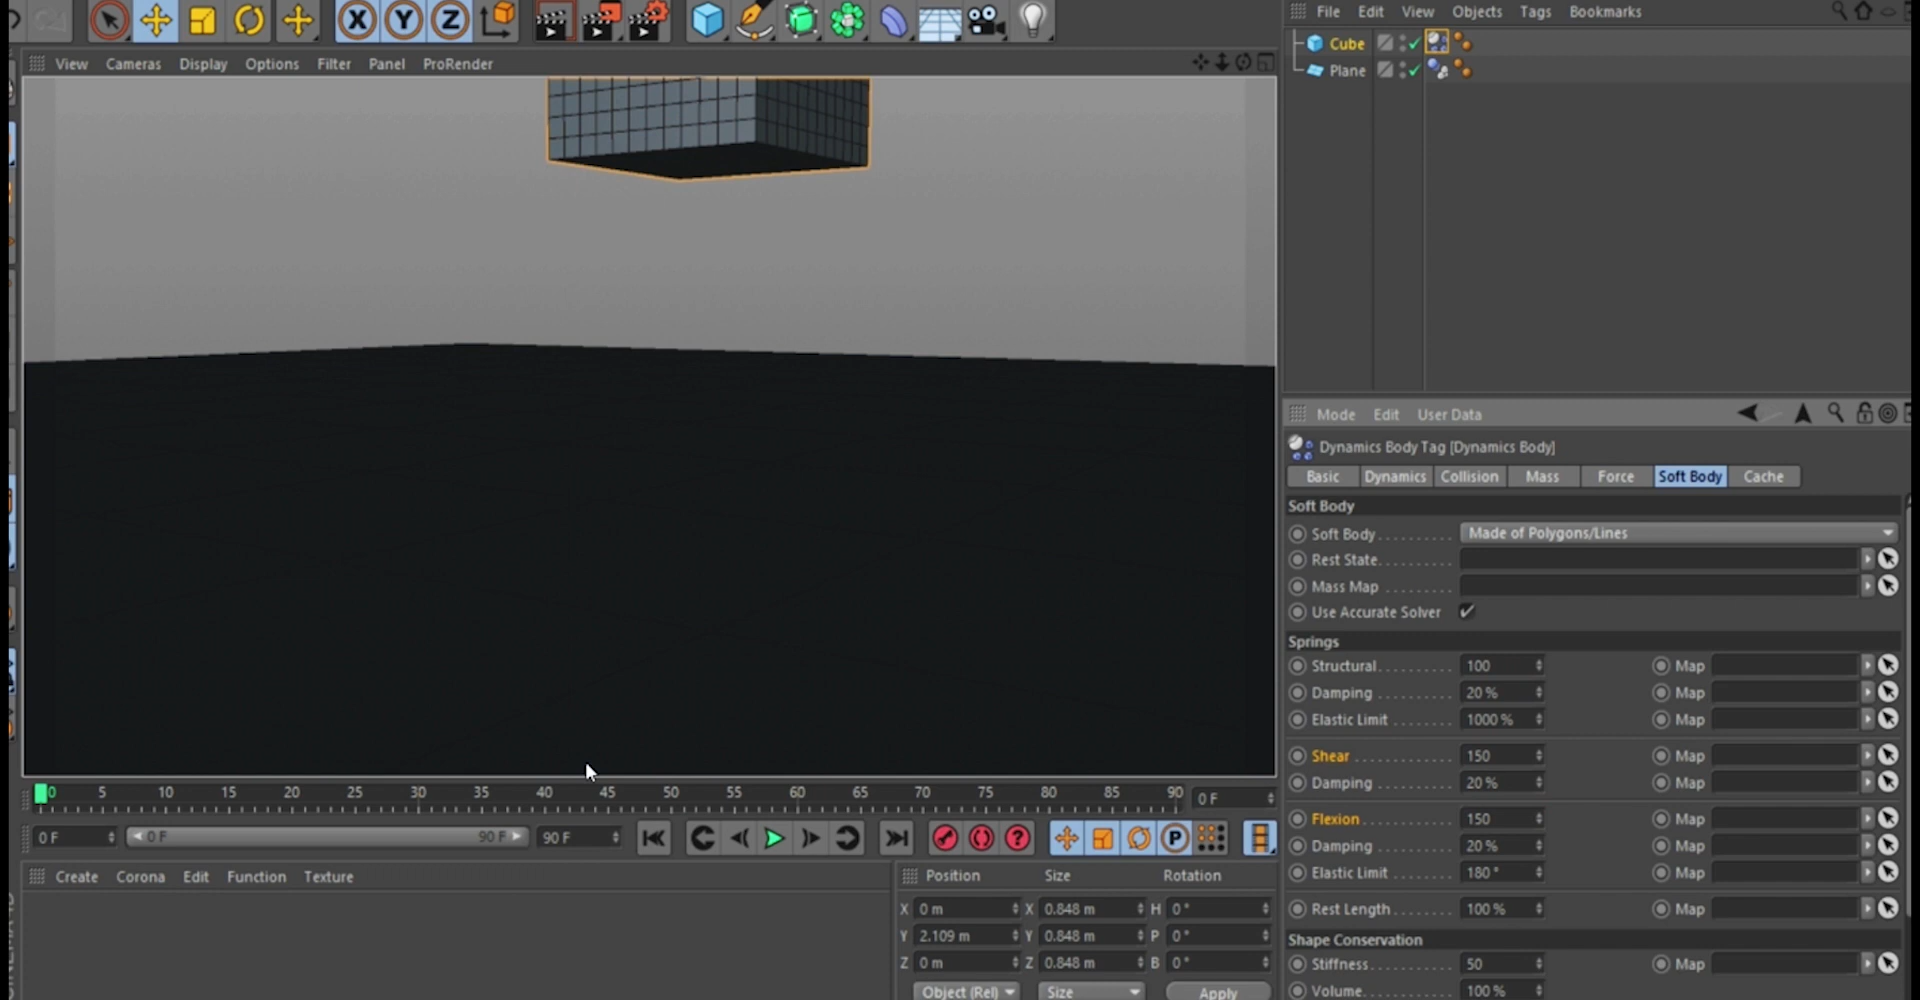 X Y Z
File Edit View Objects Tags Bookmarks
Cube
Plane
View Cameras Display Options Filter Panel ProRender
Mode Edit User Data
Dynamics Body Tag [Dynamics Body]
Basic Dynamics Collision Mass Force Soft Body Cache
Soft Body
Soft Body Made of Polygons/Lines
Rest State
Mass Map
Use Accurate Solver
Springs
Structural 100 Map
Damping 20 % Map
Elastic Limit 1000 % Map
Shear 150 Map
Damping 20 % Map
Flexion 150 Map
Damping 20 % Map
Elastic Limit 180 ° Map
Rest Length 100 % Map
Shape Conservation
Stiffness 50 Map
Volume 100 %
0 5 10 15 20 25 30 35 40 45 50 55 60 65 70 75 80 85 90 0 F
0 F 0 F 90 F 90 F ? P
Create Corona Edit Function Texture
Position Size Rotation
X 0 m X 0.848 m H 0 °
Y 2.109 m Y 0.848 m P 0 °
Z 0 m Z 0.848 m B 0 °
Object (Rel) Size Apply